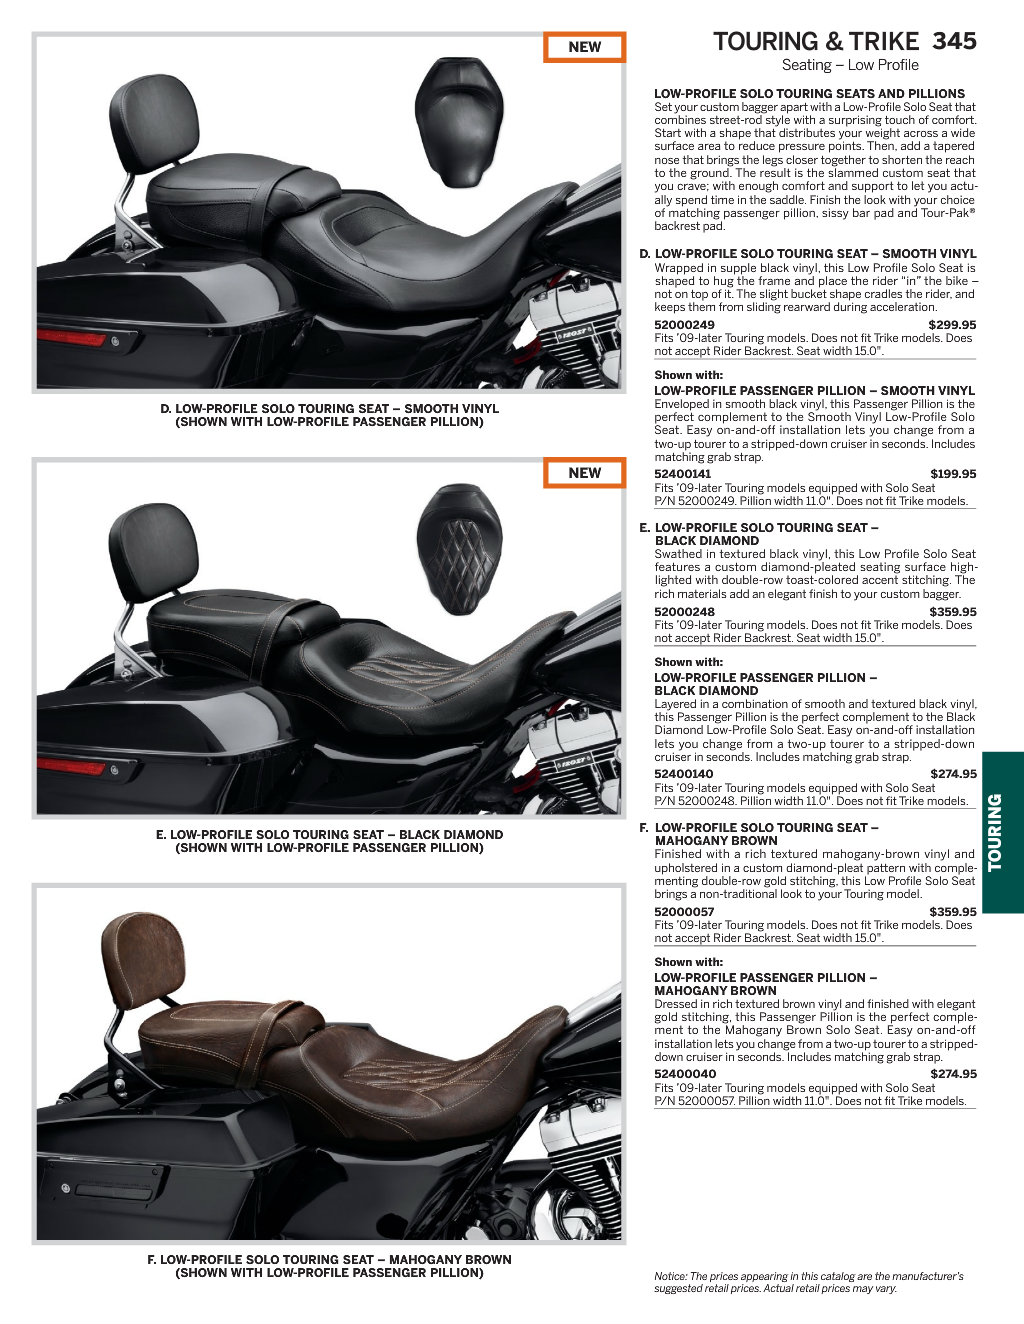 TOURING & TRIKE 345
Seating – Low Profile
NEW
D. LOW-PROFILE SOLO TOURING SEAT – SMOOTH VINYL
(SHOWN WITH LOW-PROFILE PASSENGER PILLION)
NEW
E. LOW-PROFILE SOLO TOURING SEAT – BLACK DIAMOND
(SHOWN WITH LOW-PROFILE PASSENGER PILLION)
F. LOW-PROFILE SOLO TOURING SEAT – MAHOGANY BROWN
(SHOWN WITH LOW-PROFILE PASSENGER PILLION)
LOW-PROFILE SOLO TOURING SEATS AND PILLIONS
Set your custom bagger apart with a Low-Profile Solo Seat that
combines street-rod style with a surprising touch of comfort.
Start with a shape that distributes your weight across a wide
surface area to reduce pressure points. Then, add a tapered
nose that brings the legs closer together to shorten the reach
to the ground. The result is the slammed custom seat that
you crave; with enough comfort and support to let you actu-
ally spend time in the saddle. Finish the look with your choice
of matching passenger pillion, sissy bar pad and Tour-Pak®
backrest pad.
D. LOW-PROFILE SOLO TOURING SEAT – SMOOTH VINYL
Wrapped in supple black vinyl, this Low Profile Solo Seat is
shaped to hug the frame and place the rider “in” the bike –
not on top of it. The slight bucket shape cradles the rider, and
keeps them from sliding rearward during acceleration.
52000249 $299.95
Fits ’09-later Touring models. Does not fit Trike models. Does
not accept Rider Backrest. Seat width 15.0".
Shown with:
LOW-PROFILE PASSENGER PILLION – SMOOTH VINYL
Enveloped in smooth black vinyl, this Passenger Pillion is the
perfect complement to the Smooth Vinyl Low-Profile Solo
Seat. Easy on-and-off installation lets you change from a
two-up tourer to a stripped-down cruiser in seconds. Includes
matching grab strap.
52400141 $199.95
Fits ’09-later Touring models equipped with Solo Seat
P/N 52000249. Pillion width 11.0". Does not fit Trike models.
E. LOW-PROFILE SOLO TOURING SEAT –
BLACK DIAMOND
Swathed in textured black vinyl, this Low Profile Solo Seat
features a custom diamond-pleated seating surface high-
lighted with double-row toast-colored accent stitching. The
rich materials add an elegant finish to your custom bagger.
52000248 $359.95
Fits ’09-later Touring models. Does not fit Trike models. Does
not accept Rider Backrest. Seat width 15.0".
Shown with:
LOW-PROFILE PASSENGER PILLION –
BLACK DIAMOND
Layered in a combination of smooth and textured black vinyl,
this Passenger Pillion is the perfect complement to the Black
Diamond Low-Profile Solo Seat. Easy on-and-off installation
lets you change from a two-up tourer to a stripped-down
cruiser in seconds. Includes matching grab strap.
52400140 $274.95
Fits ’09-later Touring models equipped with Solo Seat
P/N 52000248. Pillion width 11.0". Does not fit Trike models.
F. LOW-PROFILE SOLO TOURING SEAT –
MAHOGANY BROWN
Finished with a rich textured mahogany-brown vinyl and
upholstered in a custom diamond-pleat pattern with comple-
menting double-row gold stitching, this Low Profile Solo Seat
brings a non-traditional look to your Touring model.
52000057 $359.95
Fits ’09-later Touring models. Does not fit Trike models. Does
not accept Rider Backrest. Seat width 15.0".
Shown with:
LOW-PROFILE PASSENGER PILLION –
MAHOGANY BROWN
Dressed in rich textured brown vinyl and finished with elegant
gold stitching, this Passenger Pillion is the perfect comple-
ment to the Mahogany Brown Solo Seat. Easy on-and-off
installation lets you change from a two-up tourer to a stripped-
down cruiser in seconds. Includes matching grab strap.
52400040 $274.95
Fits ’09-later Touring models equipped with Solo Seat
P/N 52000057. Pillion width 11.0". Does not fit Trike models.
TOURING
Notice: The prices appearing in this catalog are the manufacturer’s
suggested retail prices. Actual retail prices may vary.